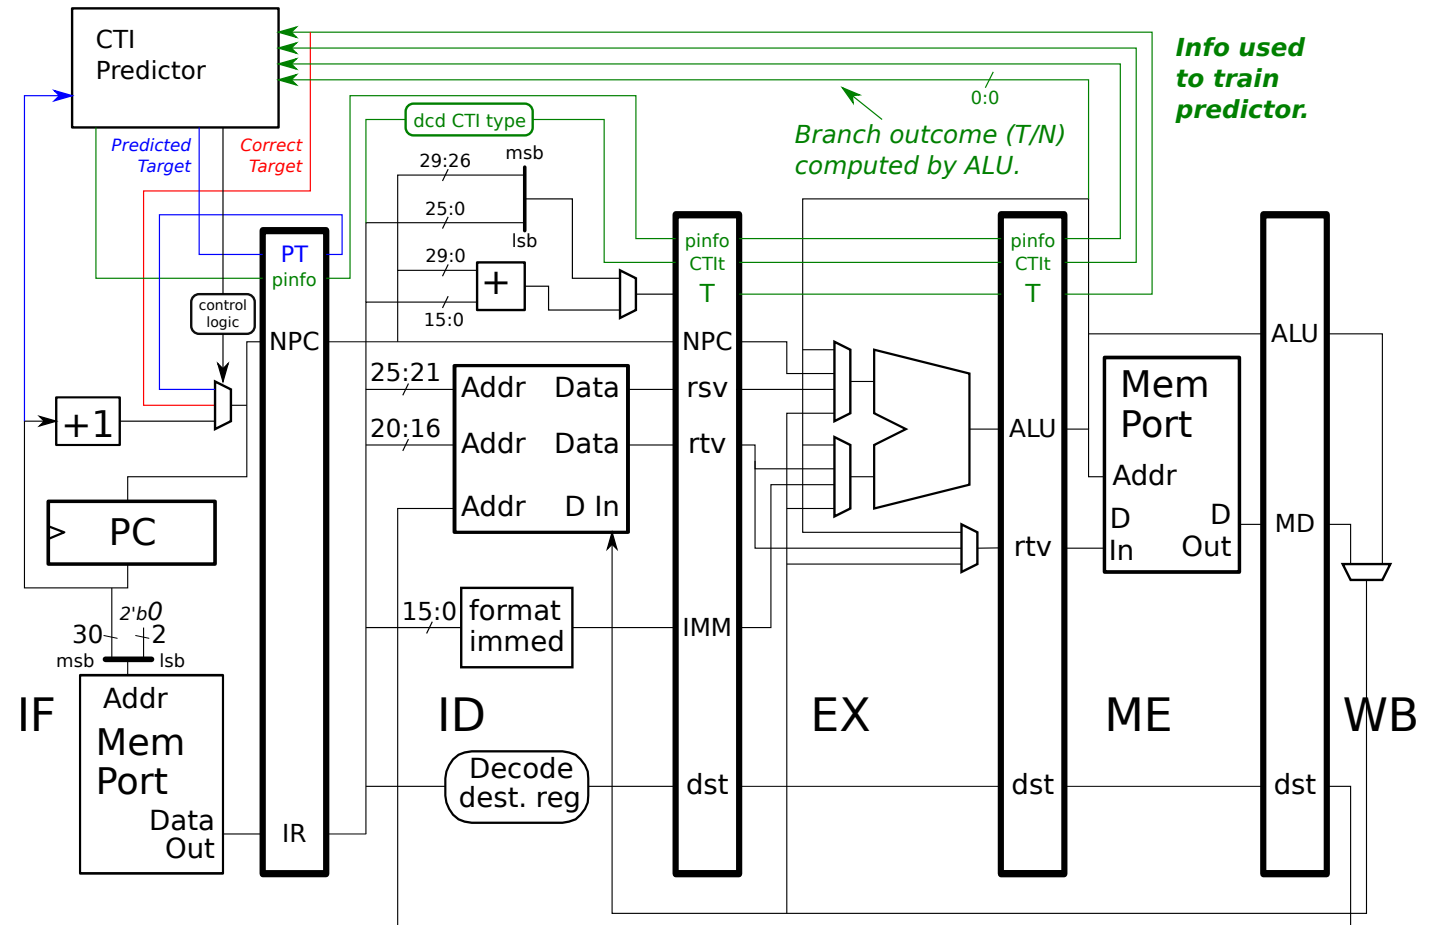 CTI
Predictor
Info used
to train
predictor.
0:0
Branch outcome (T/N)
computed by ALU.
dcd CTI type
Predicted
Target
Correct
Target
29:26
msb
25:0
lsb
29:0
+
15:0
PT
pinfo
control
logic
NPC
pinfo
CTIt
T
NPC
pinfo
CTIt
T
ALU
+1
25:21
Addr
Data
rsv
20:16
Addr
Data
rtv
Addr
D In
ALU
Mem
Port
Addr
D
In
D
Out
MD
rtv
PC
2'b0
30
2
msb
lsb
15:0
format
immed
IMM
Addr
Mem
Port
Data
Out
IF
ID
EX
ME
WB
Decode
dest. reg
dst
dst
dst
IR